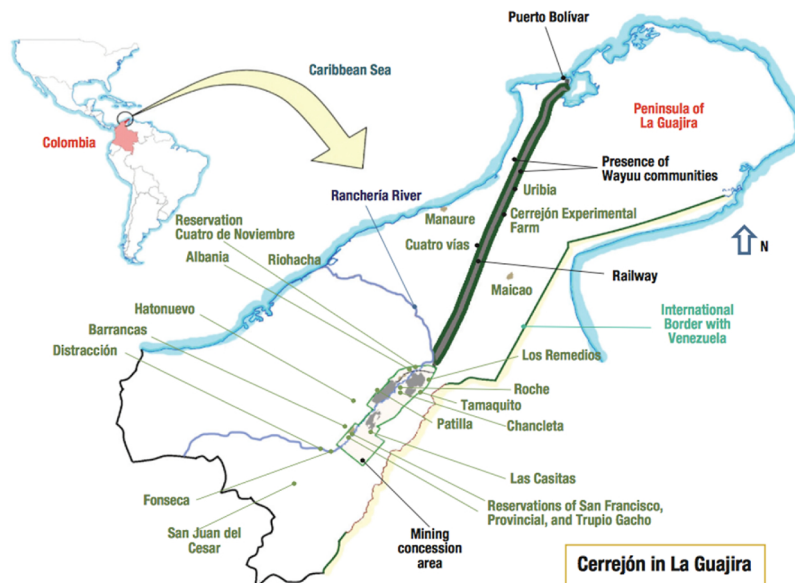 Puerto Bolívar
Caribbean Sea
Peninsula of
La Guajira
Colombia
Presence of
Wayuu communities
Ranchería River
Uribia
Reservation
Cuatro de Noviembre
Manaure
Cerrejón Experimental
Farm
Albania
Cuatro vías
N
Riohacha
Railway
Maicao
Hatonuevo
International
Border with
Venezuela
Barrancas
Distracción
Los Remedios
Roche
Tamaquito
Patilla
Chancleta
Las Casitas
Fonseca
Reservations of San Francisco,
Provincial, and Trupio Gacho
San Juan del
Cesar
Mining
concession
area
Cerrejón in La Guajira